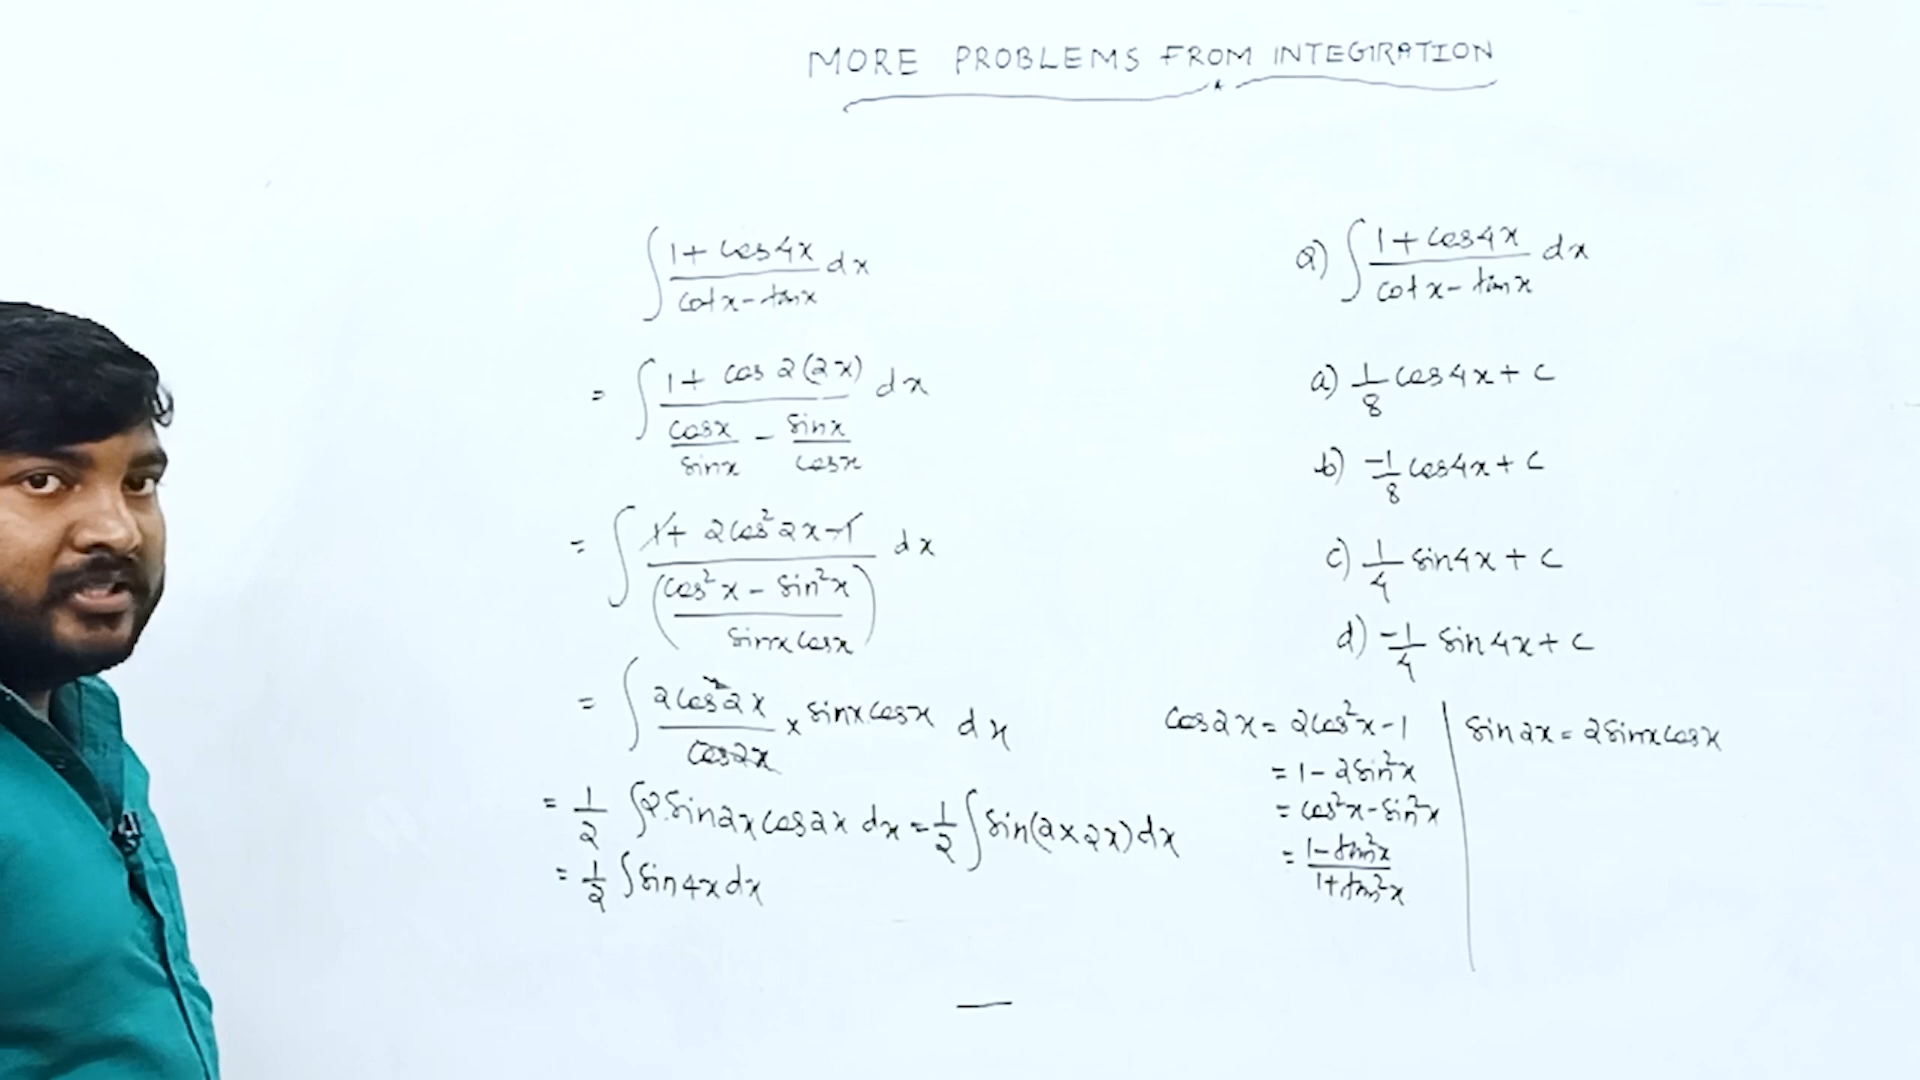 MORE PROBLEMS FROM INTEGRATION
∫ (1 + cos4x)/(cotx - tanx) dx
= ∫ (1 + cos 2(2x))/(cosx/sinx - sinx/cosx) dx
= ∫ (1 + 2cos²2x - 1)/((cos²x - sin²x)/(sinx cosx)) dx
= ∫ (2cos²2x)/(cos2x) × sinx cosx dx
= 1/2 ∫ 2 sin2x cos2x dx = 1/2 ∫ sin(2×2x) dx
= 1/2 ∫ sin4x dx
Q) ∫ (1 + cos4x)/(cotx - tanx) dx
a) 1/8 cos4x + c
b) -1/8 cos4x + c
c) 1/4 sin4x + c
d) -1/4 sin4x + c
cos2x = 2cos²x - 1
= 1 - 2sin²x
= cos²x - sin²x
= (1 - tan²x)/(1 + tan²x)
sin2x = 2sinx cosx